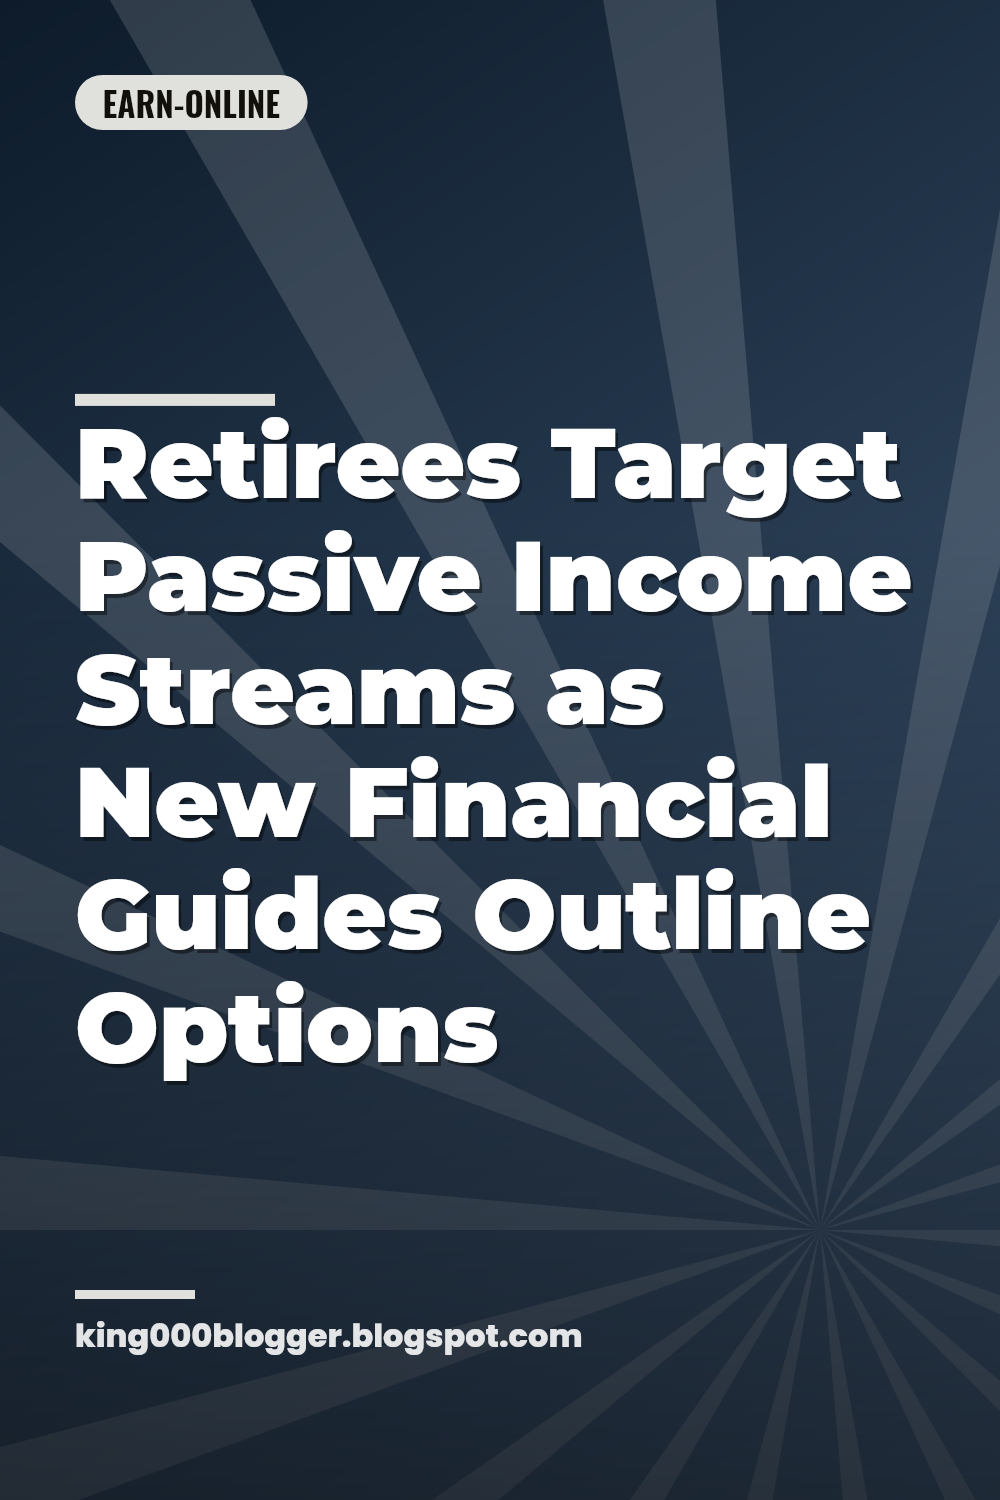 EARN-ONLINE
Retirees Target
Passive Income
Streams as
New Financial
Guides Outline
Options
king000blogger.blogspot.com